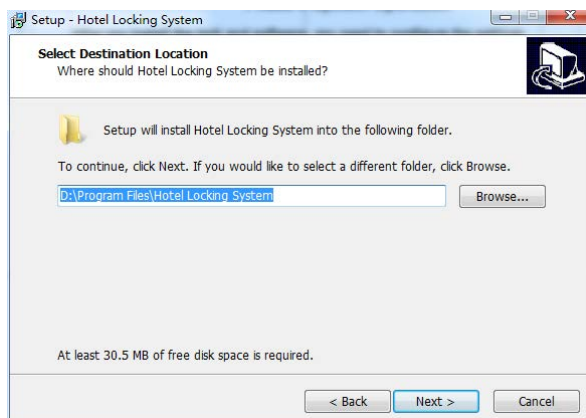 Setup - Hotel Locking System
Select Destination Location
Where should Hotel Locking System be installed?
Setup will install Hotel Locking System into the following folder.
To continue, click Next. If you would like to select a different folder, click Browse.
D:\Program Files\Hotel Locking System
Browse...
At least 30.5 MB of free disk space is required.
< Back
Next >
Cancel